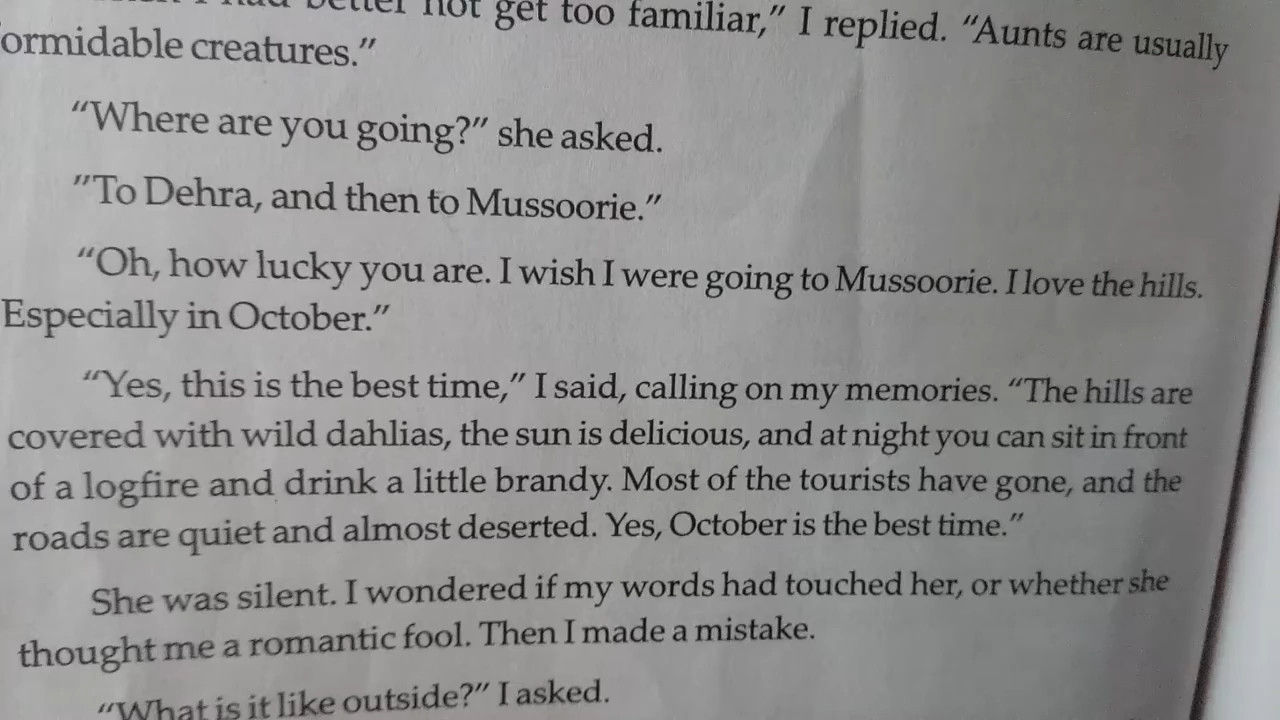 better not get too familiar,” I replied. “Aunts are usually
ormidable creatures.”
“Where are you going?” she asked.
”To Dehra, and then to Mussoorie.”
“Oh, how lucky you are. I wish I were going to Mussoorie. I love the hills.
Especially in October.”
“Yes, this is the best time,” I said, calling on my memories. “The hills are
covered with wild dahlias, the sun is delicious, and at night you can sit in front
of a logfire and drink a little brandy. Most of the tourists have gone, and the
roads are quiet and almost deserted. Yes, October is the best time.”
She was silent. I wondered if my words had touched her, or whether she
thought me a romantic fool. Then I made a mistake.
“What is it like outside?” I asked.